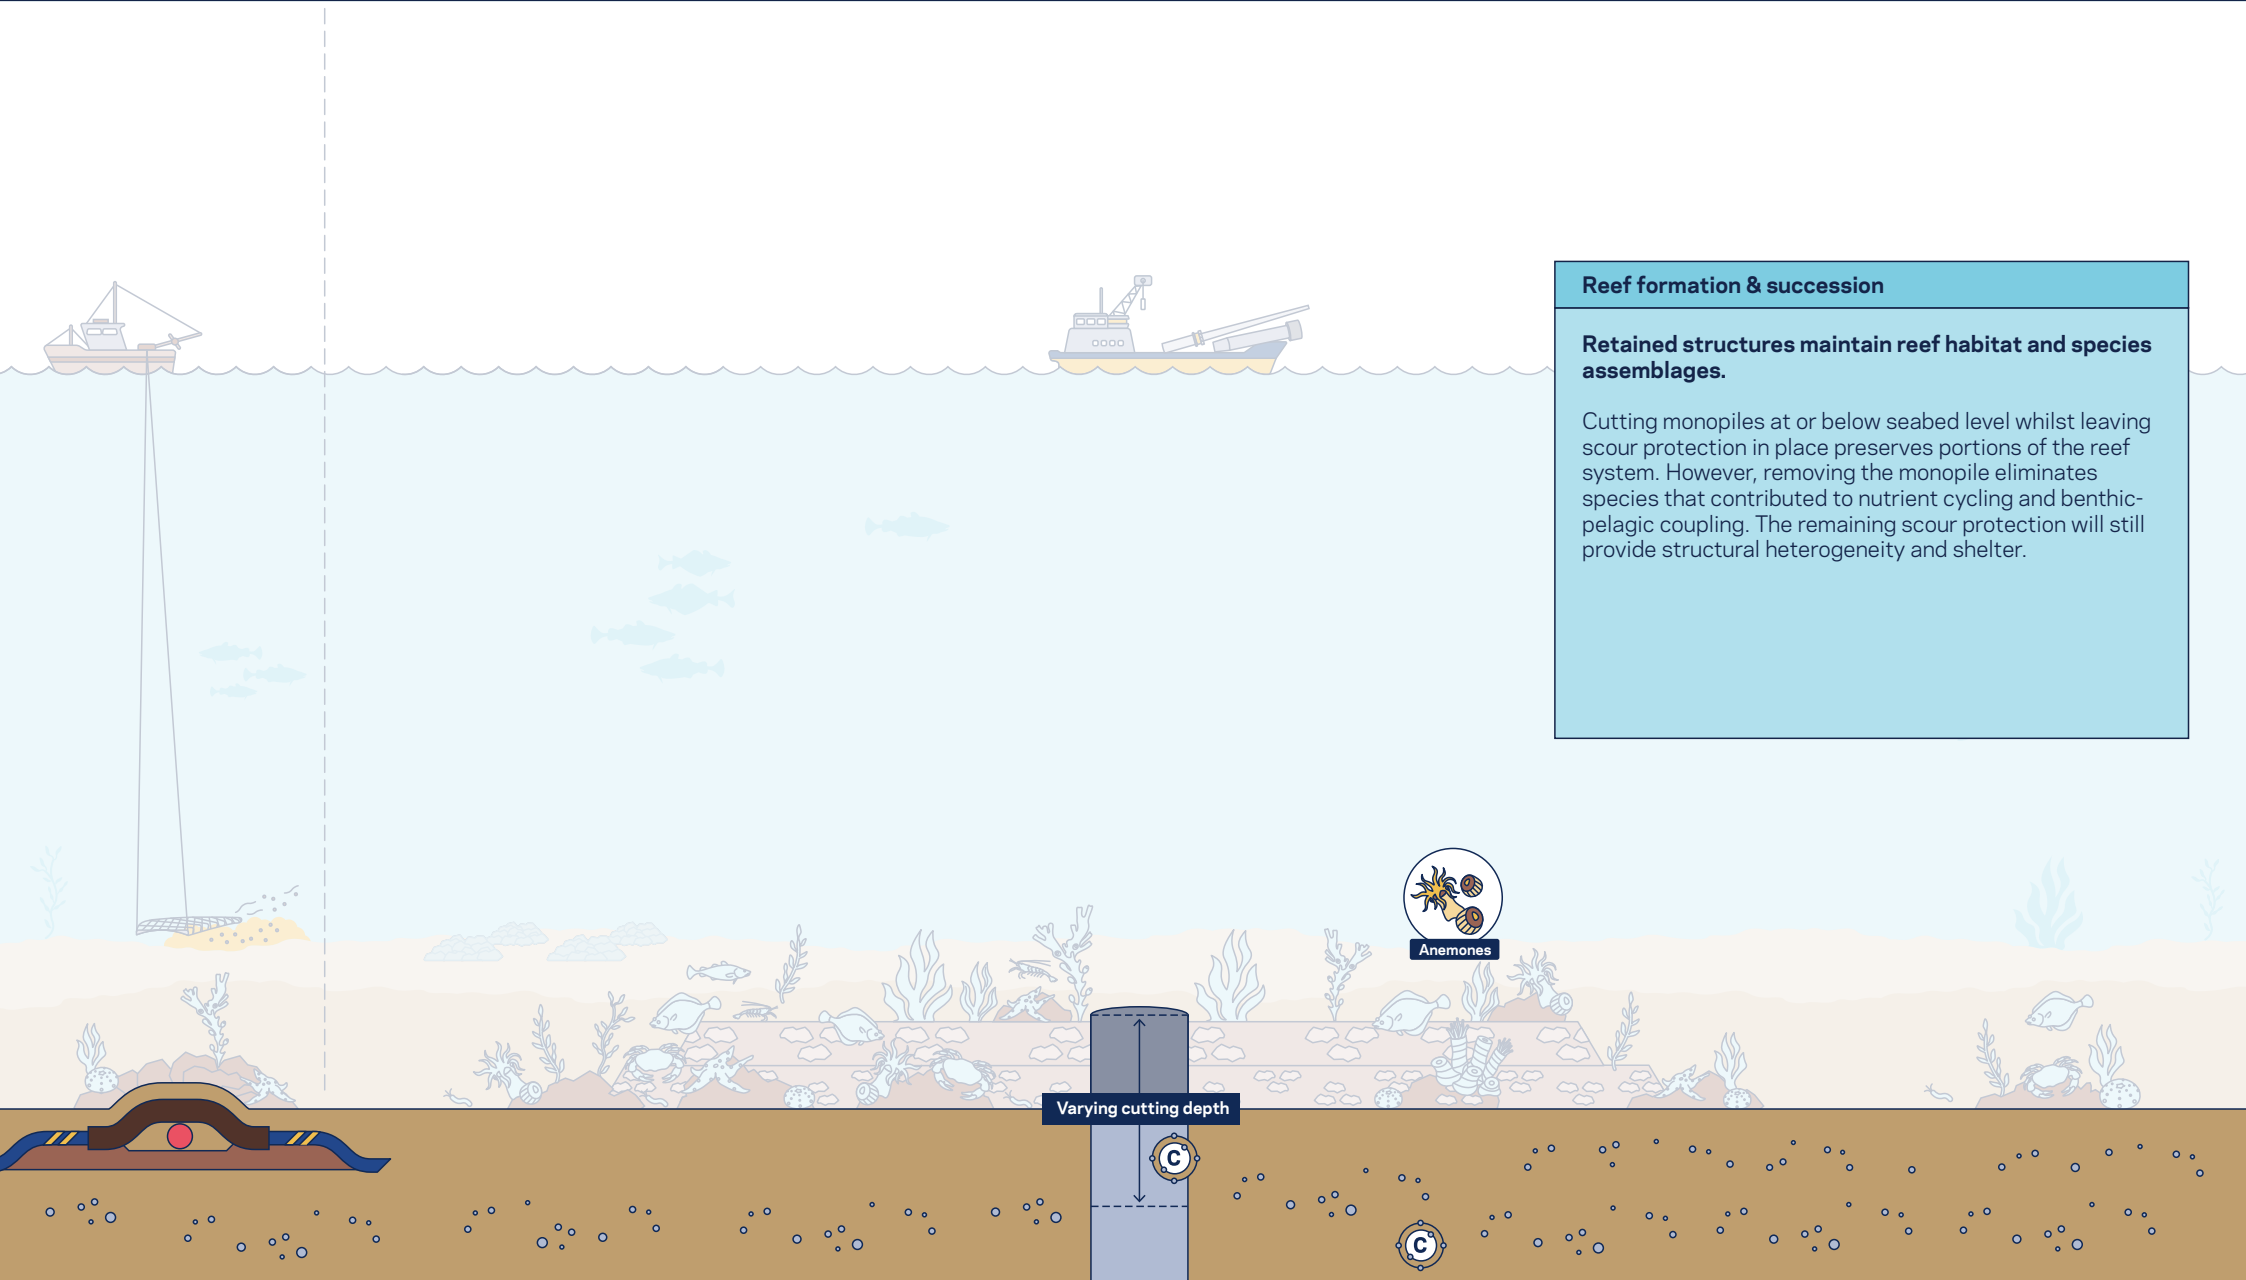 Reef formation & succession
Retained structures maintain reef habitat and species
assemblages.
Cutting monopiles at or below seabed level whilst leaving
scour protection in place preserves portions of the reef
system. However, removing the monopile eliminates
species that contributed to nutrient cycling and benthic-
pelagic coupling. The remaining scour protection will still
provide structural heterogeneity and shelter.
Anemones
Varying cutting depth
C
C